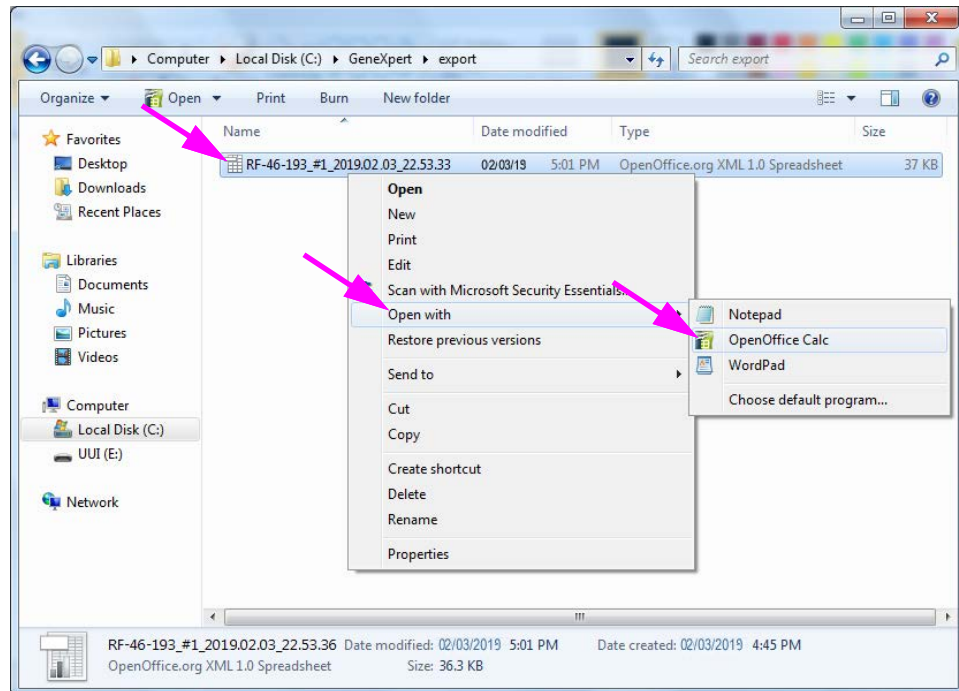 Computer Local Disk (C:) GeneXpert export Search export
Organize Open Print Burn New folder
Favorites
Desktop
Downloads
Recent Places
Libraries
Documents
Music
Pictures
Videos
Computer
Local Disk (C:)
UUI (E:)
Network
Name Date modified Type Size
RF-46-193_#1_2019.02.03_22.53.33 02/03/19 5:01 PM OpenOffice.org XML 1.0 Spreadsheet 37 KB
Open
New
Print
Edit
Scan with Microsoft Security Essentials...
Open with
Restore previous versions
Send to
Cut
Copy
Create shortcut
Delete
Rename
Properties
Notepad
OpenOffice Calc
WordPad
Choose default program...
RF-46-193_#1_2019.02.03_22.53.36 Date modified: 02/03/2019 5:01 PM Date created: 02/03/2019 4:45 PM
OpenOffice.org XML 1.0 Spreadsheet Size: 36.3 KB